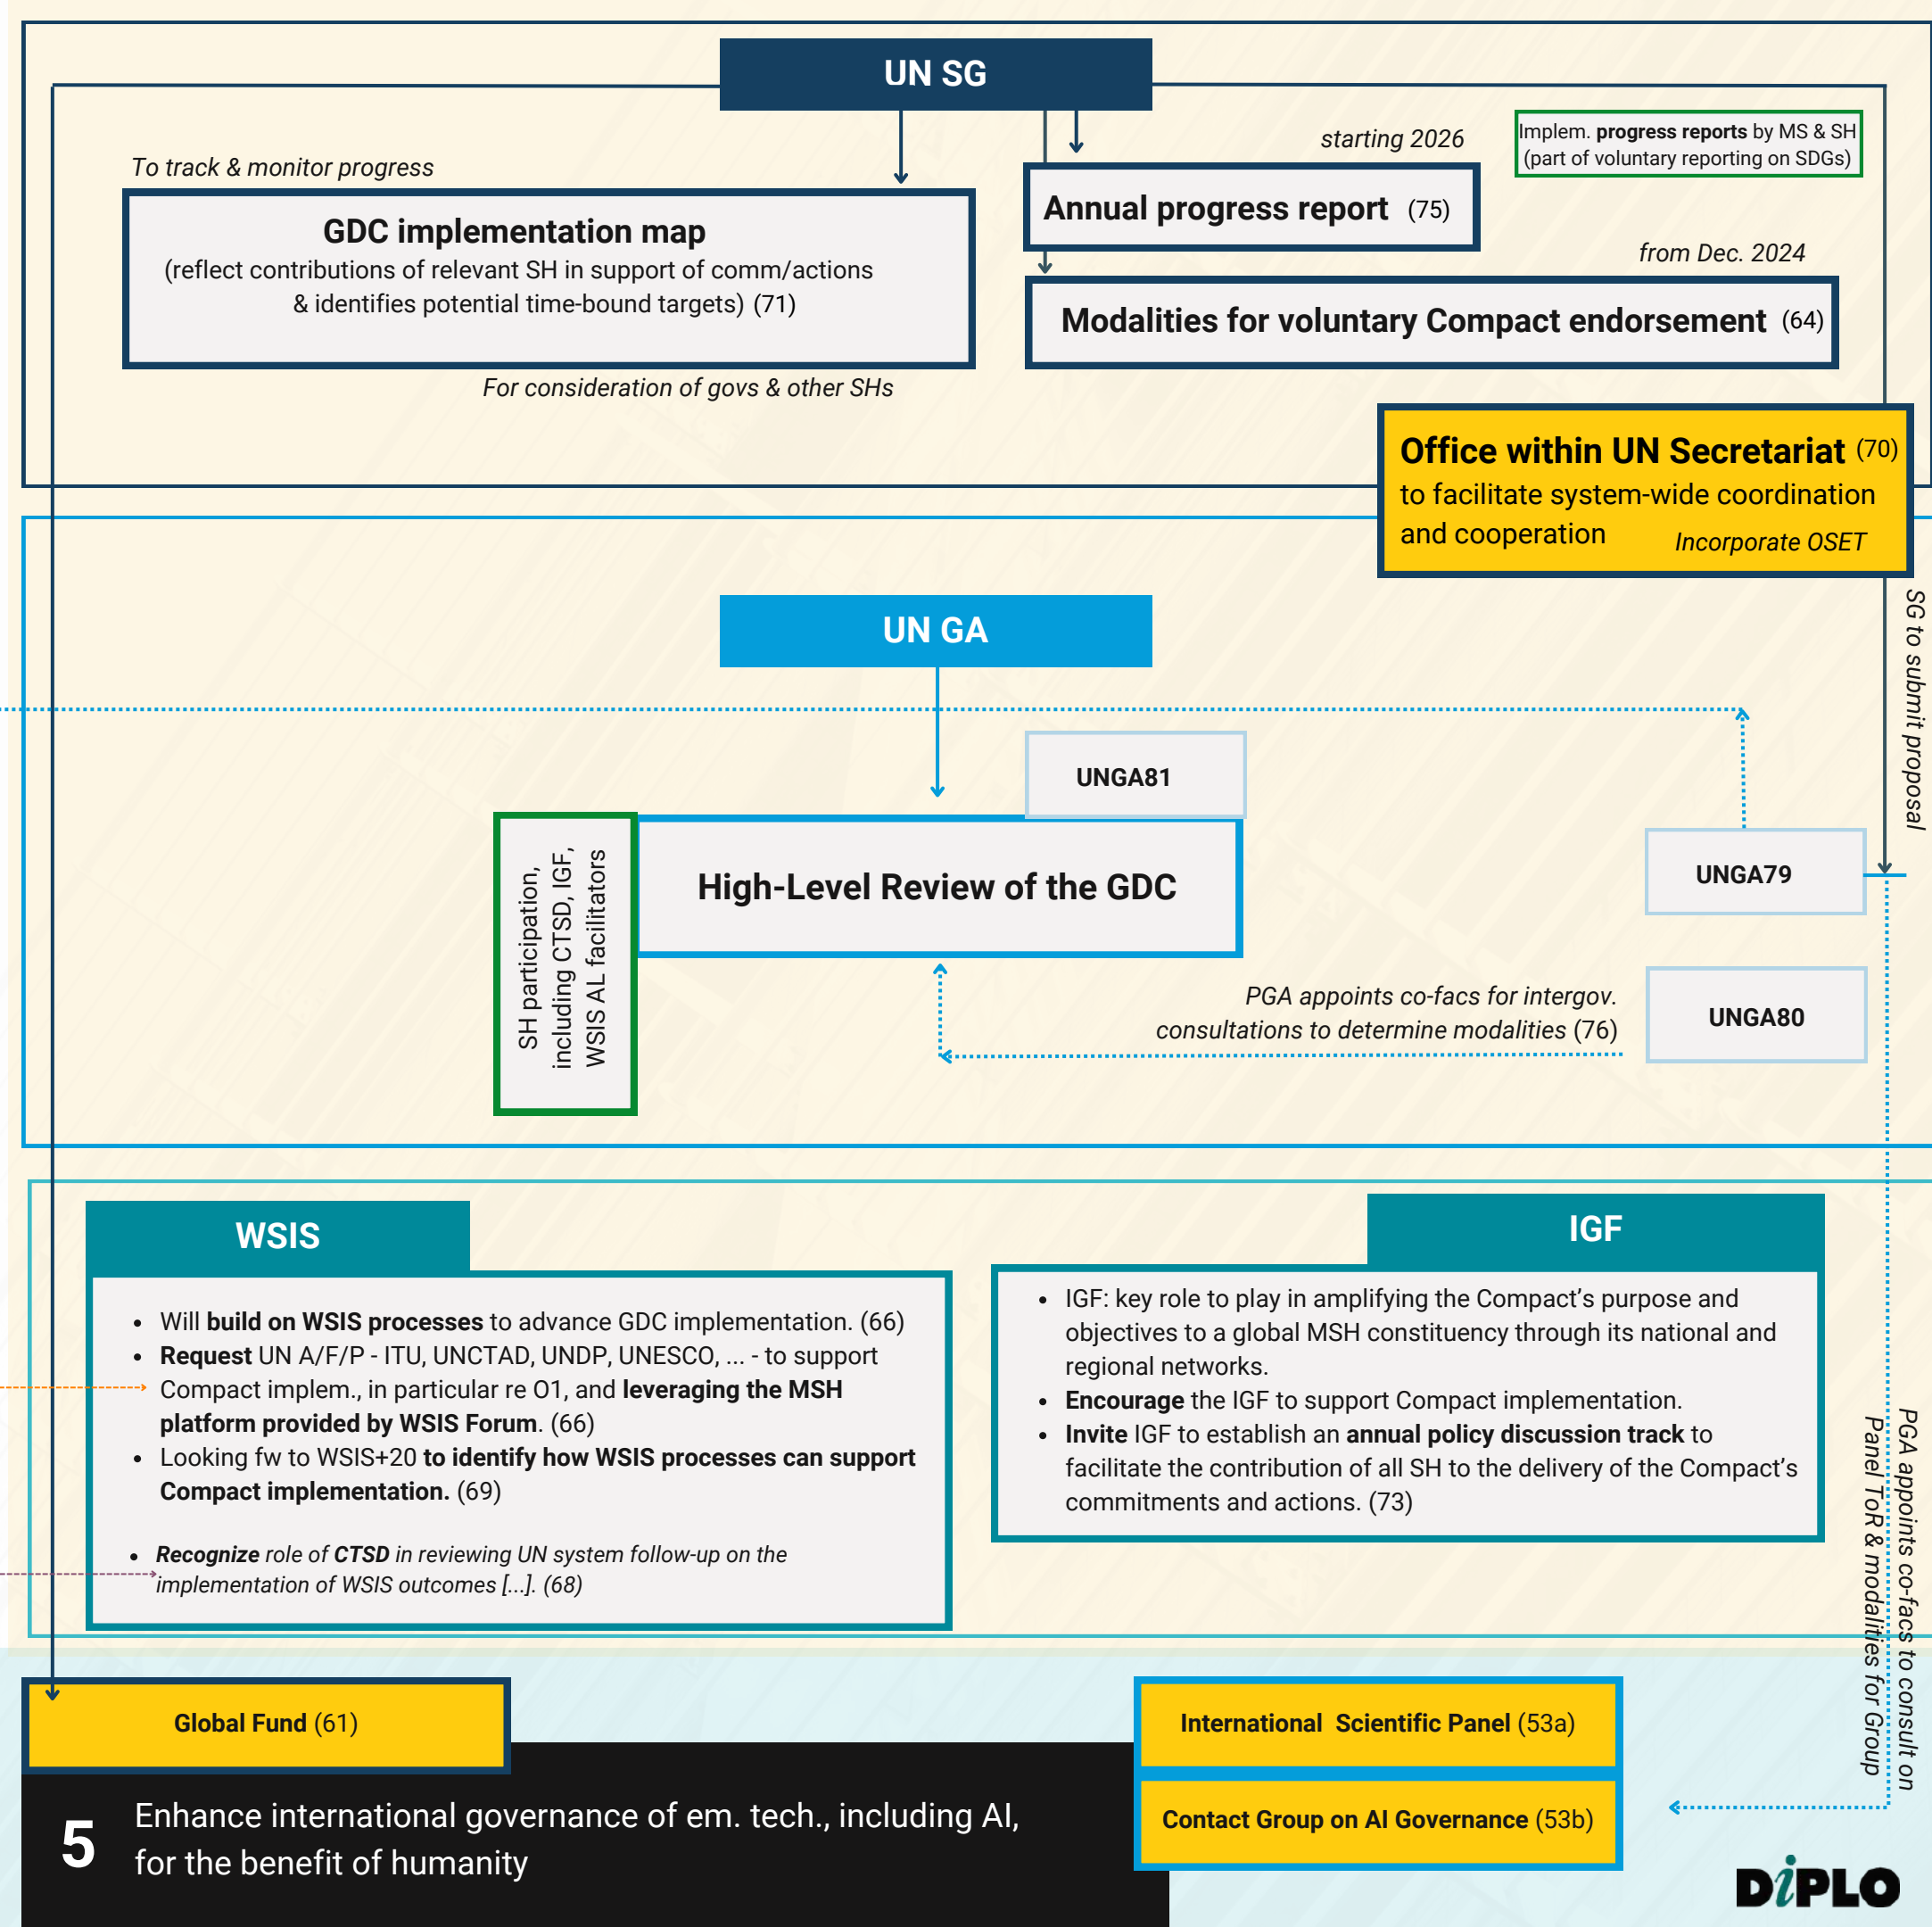 UN SG
To track & monitor progress
GDC implementation map
(reflect contributions of relevant SH in support of comm/actions
& identifies potential time-bound targets) (71)
For consideration of govs & other SHs
starting 2026
Annual progress report (75)
Implem. progress reports by MS & SH
(part of voluntary reporting on SDGs)
from Dec. 2024
Modalities for voluntary Compact endorsement (64)
Office within UN Secretariat (70)
to facilitate system-wide coordination
and cooperation Incorporate OSET
SG to submit proposal
UN GA
UNGA81
High-Level Review of the GDC
SH participation,
including CTSD, IGF,
WSIS AL facilitators
UNGA79
UNGA80
PGA appoints co-facs for intergov.
consultations to determine modalities (76)
WSIS
• Will build on WSIS processes to advance GDC implementation. (66)
• Request UN A/F/P - ITU, UNCTAD, UNDP, UNESCO, ... - to support
Compact implem., in particular re O1, and leveraging the MSH
platform provided by WSIS Forum. (66)
• Looking fw to WSIS+20 to identify how WSIS processes can support
Compact implementation. (69)
• Recognize role of CTSD in reviewing UN system follow-up on the
implementation of WSIS outcomes [...]. (68)
IGF
• IGF: key role to play in amplifying the Compact’s purpose and
objectives to a global MSH constituency through its national and
regional networks.
• Encourage the IGF to support Compact implementation.
• Invite IGF to establish an annual policy discussion track to
facilitate the contribution of all SH to the delivery of the Compact’s
commitments and actions. (73)
PGA appoints co-facs to consult on
Panel ToR & modalities for Group
Global Fund (61)
International Scientific Panel (53a)
Contact Group on AI Governance (53b)
5
Enhance international governance of em. tech., including AI,
for the benefit of humanity
DiPLO